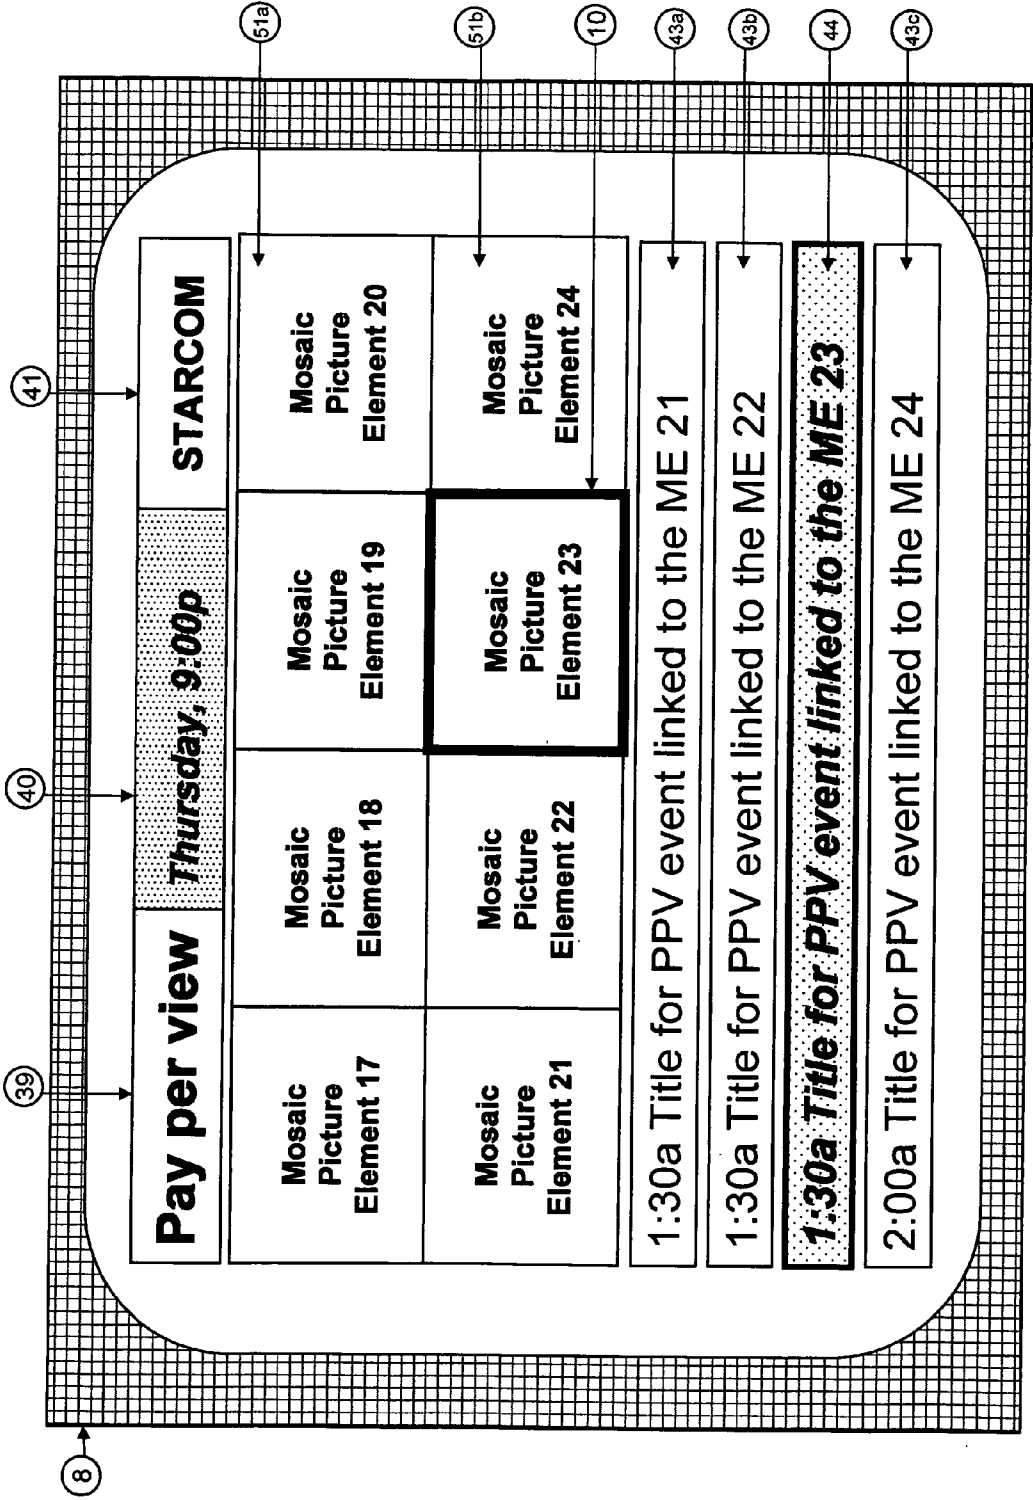 8
39
40
41
Pay per view
Thursday, 9:00p
STARCOM
Mosaic
Picture
Element 17
Mosaic
Picture
Element 18
Mosaic
Picture
Element 19
Mosaic
Picture
Element 20
51a
Mosaic
Picture
Element 21
Mosaic
Picture
Element 22
Mosaic
Picture
Element 23
Mosaic
Picture
Element 24
51b
10
1:30a Title for PPV event linked to the ME 21
43a
1:30a Title for PPV event linked to the ME 22
43b
1:30a Title for PPV event linked to the ME 23
44
2:00a Title for PPV event linked to the ME 24
43c